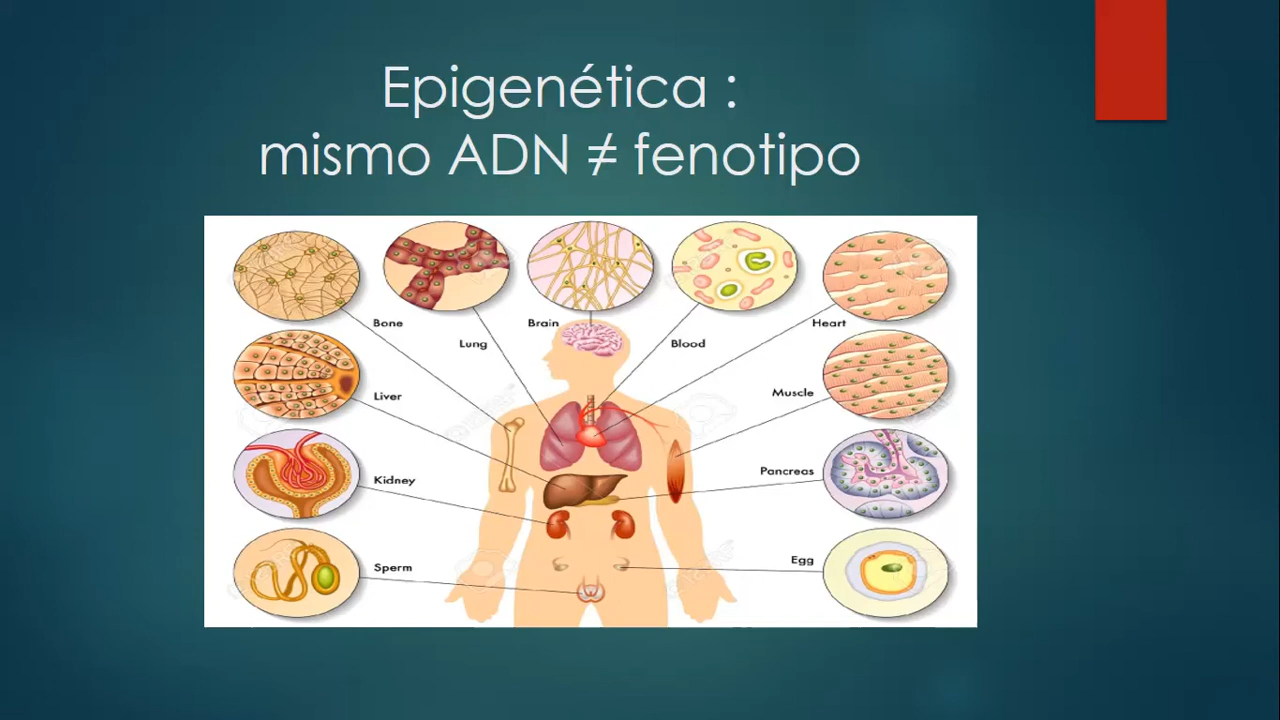 Epigenética :
mismo ADN ≠ fenotipo
Bone
Lung
Brain
Blood
Heart
Liver
Muscle
Kidney
Pancreas
Sperm
Egg